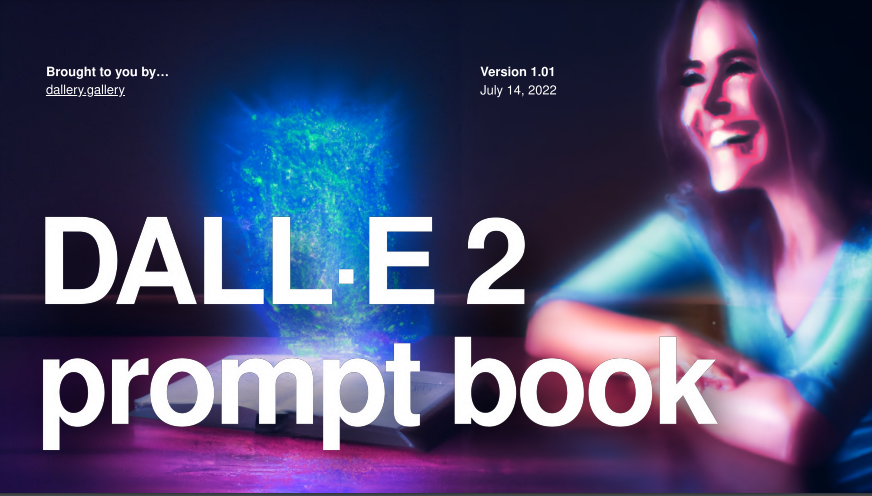 Brought to you by…
dallery.gallery
Version 1.01
July 14, 2022
DALL·E 2
prompt book